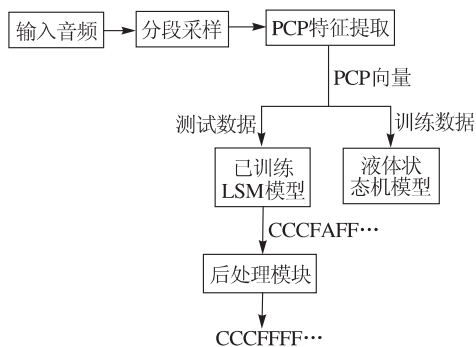 输入音频
分段采样
PCP特征提取
PCP向量
测试数据
训练数据
已训练
LSM模型
液体状
态机模型
CCCFAFF…
后处理模块
CCCFFFF…